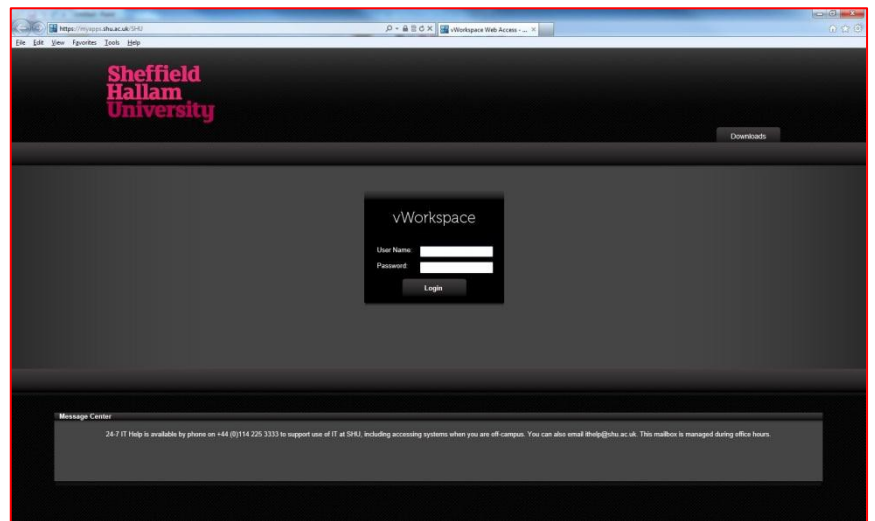 https://myapps.shu.ac.uk/SHU
vWorkspace Web Access - ...
File Edit View Favorites Tools Help
Sheffield
Hallam
University
Downloads
vWorkspace
User Name:
Password:
Login
Message Center
24-7 IT Help is available by phone on +44 (0)114 225 3333 to support use of IT at SHU, including accessing systems when you are off-campus. You can also email ithelp@shu.ac.uk. This mailbox is managed during office hours.